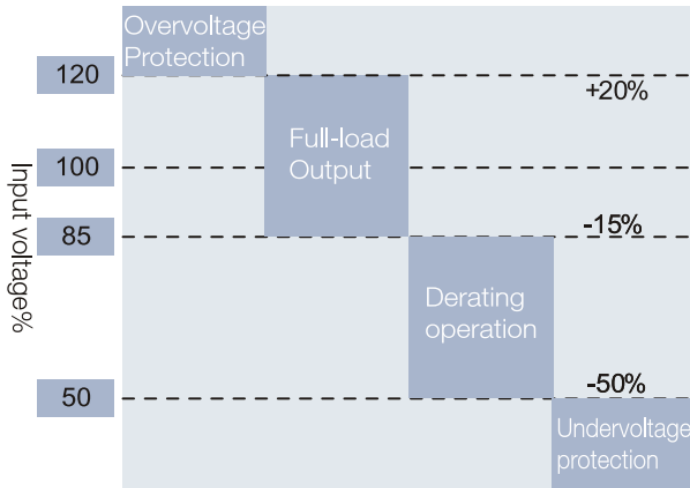 Overvoltage
Protection
120
+20%
Full-load
Output
100
Input voltage%
85
-15%
Derating
operation
50
-50%
Undervoltage
protection